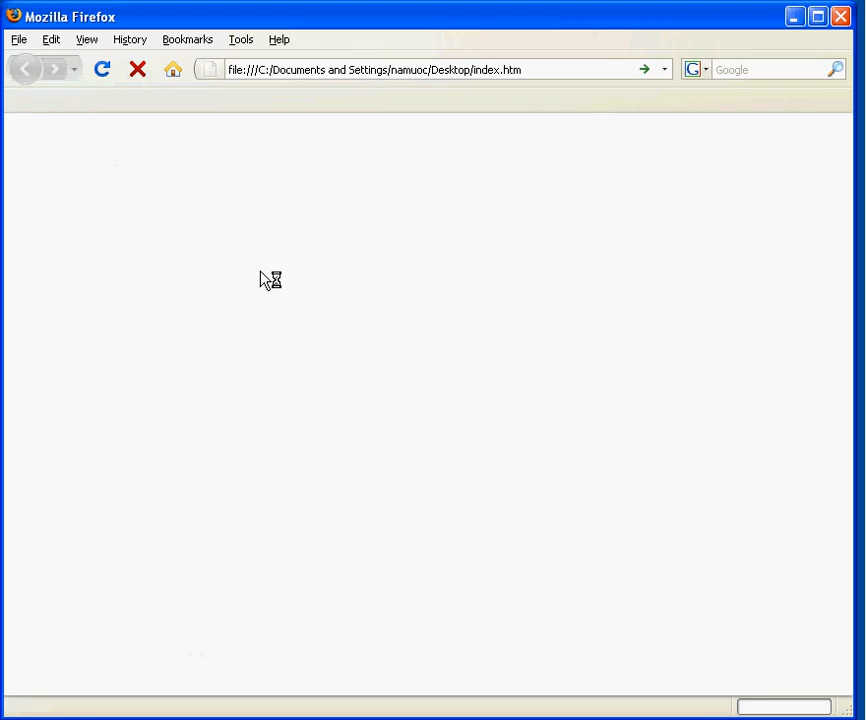 Mozilla Firefox
File Edit View History Bookmarks Tools Help
file:///C:/Documents and Settings/namuoc/Desktop/index.htm G Google